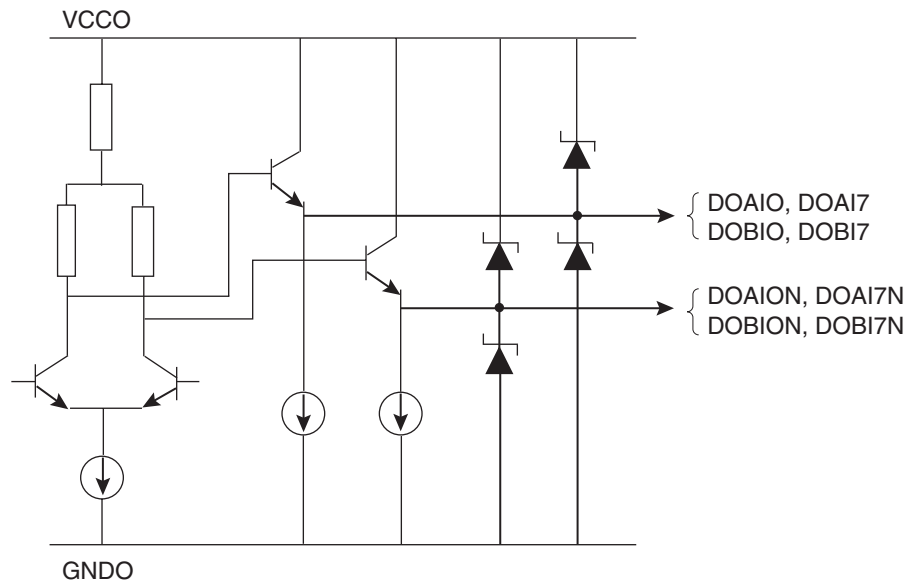 VCCO
DOAIO, DOAI7
DOBIO, DOBI7
DOAION, DOAI7N
DOBION, DOBI7N
GNDO